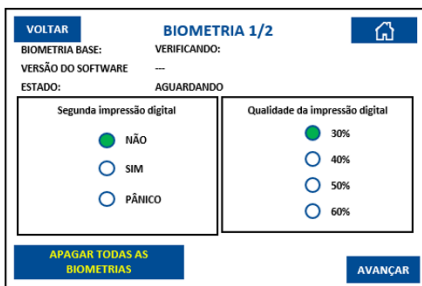 VOLTAR BIOMETRIA 1/2
BIOMETRIA BASE: VERIFICANDO:
VERSÃO DO SOFTWARE ---
ESTADO: AGUARDANDO
Segunda impressão digital
NÃO
SIM
PÂNICO
Qualidade da impressão digital
30%
40%
50%
60%
APAGAR TODAS AS
BIOMETRIAS
AVANÇAR